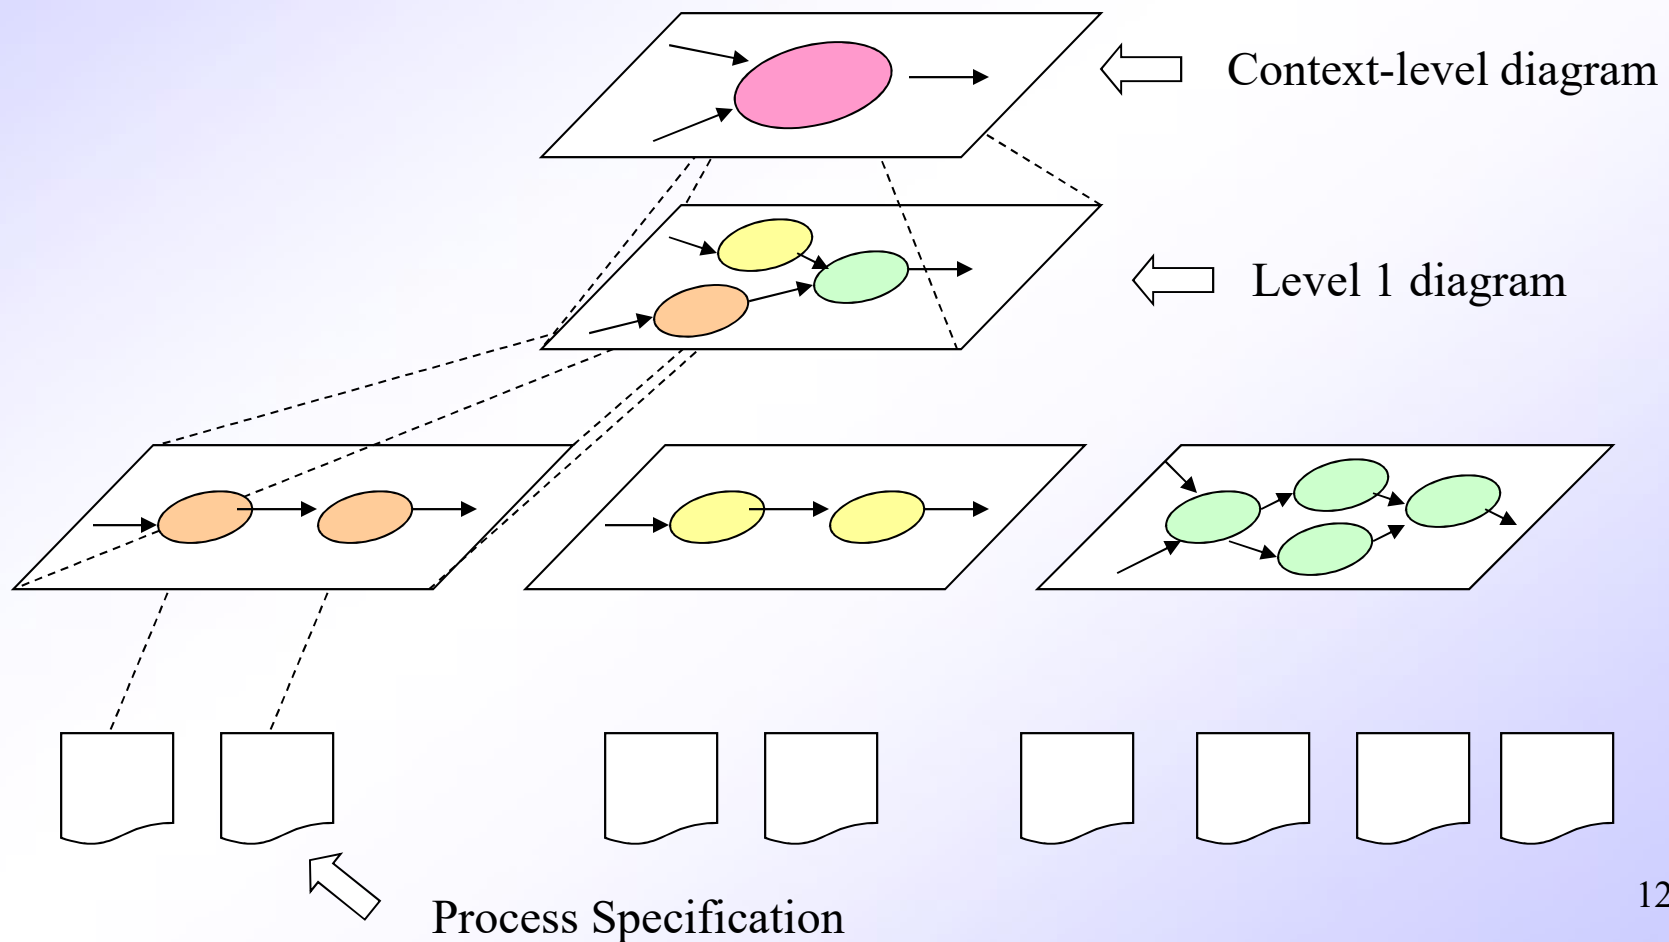 Context-level diagram
Level 1 diagram
Process Specification
12